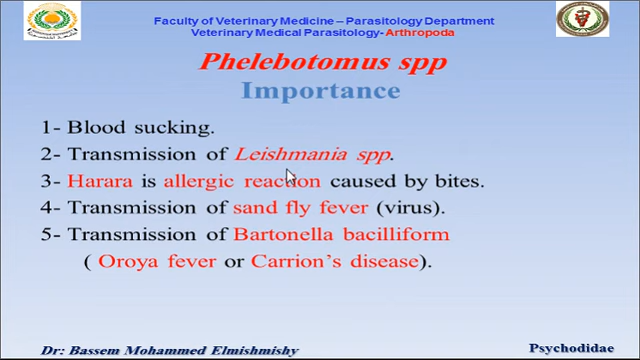 Faculty of Veterinary Medicine – Parasitology Department
Veterinary Medical Parasitology- Arthropoda
Phelebotomus spp
Importance
1- Blood sucking.
2- Transmission of Leishmania spp.
3- Harara is allergic reaction caused by bites.
4- Transmission of sand fly fever (virus).
5- Transmission of Bartonella bacilliform
( Oroya fever or Carrion's disease).
Dr: Bassem Mohammed Elmishmishy
Psychodidae